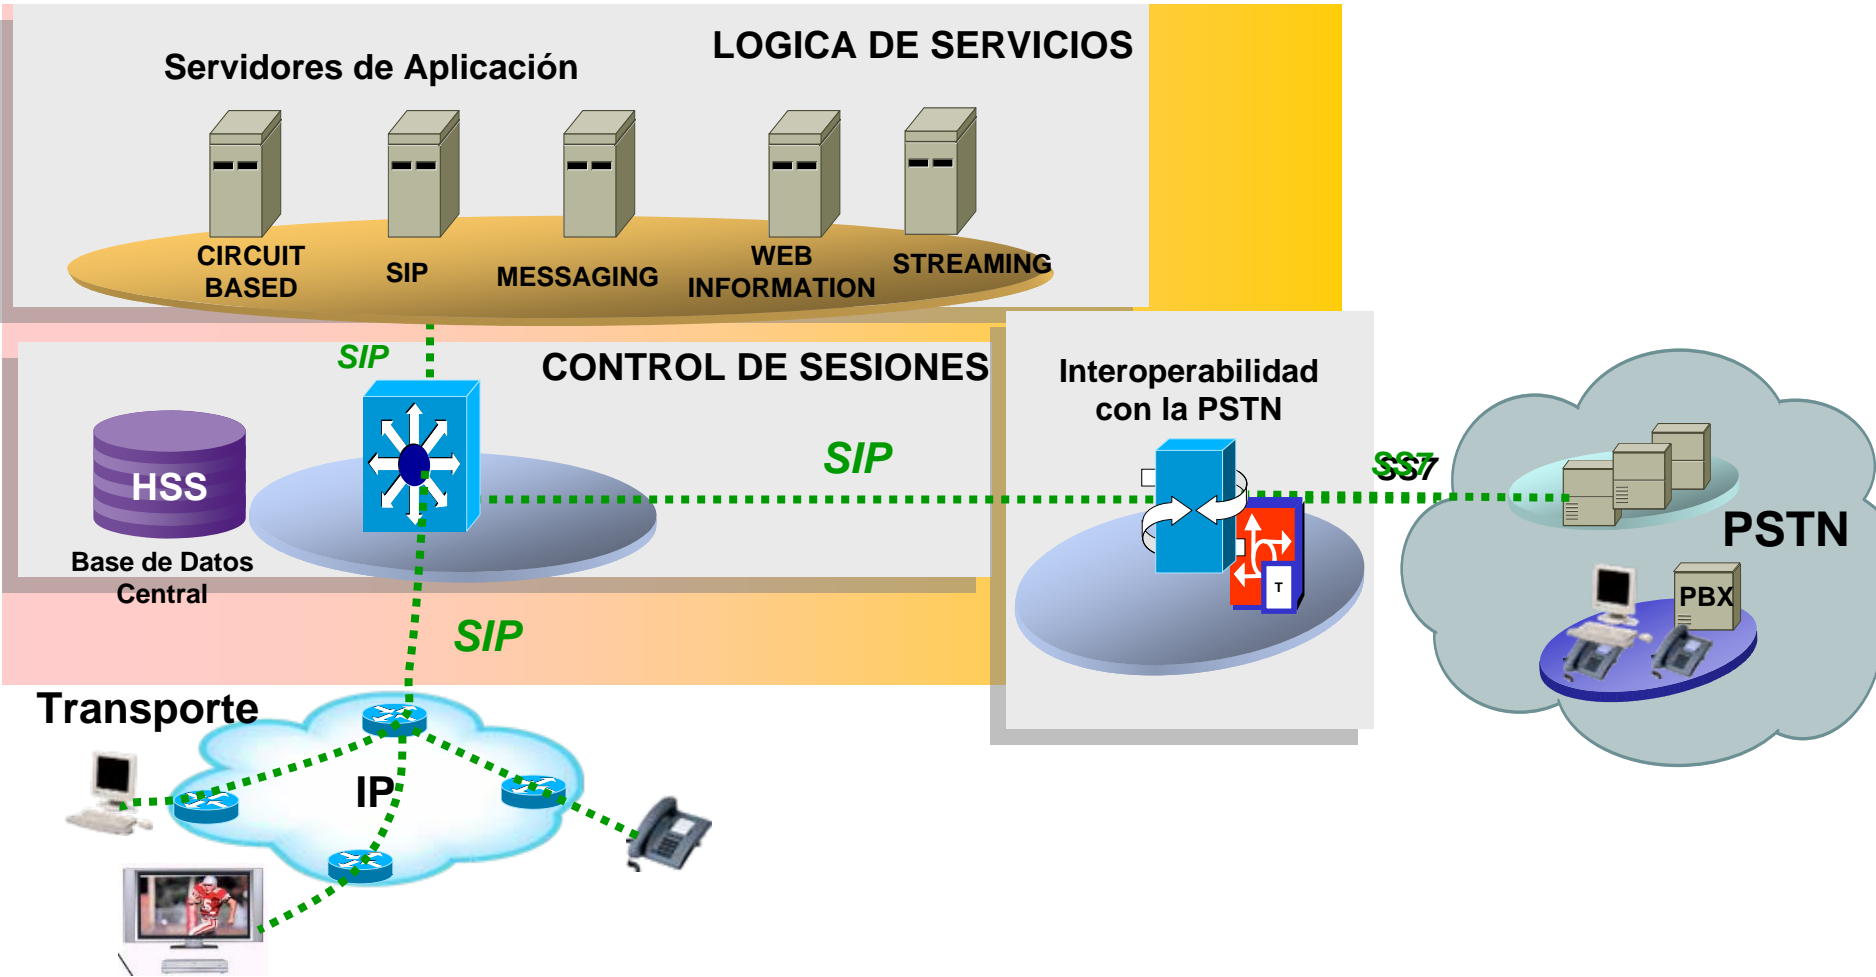 LOGICA DE SERVICIOS
Servidores de Aplicación
CIRCUIT
BASED
SIP
MESSAGING
WEB
INFORMATION
STREAMING
SIP
CONTROL DE SESIONES
HSS
Base de Datos
Central
SIP
Interoperabilidad
con la PSTN
T
SS7
PSTN
PBX
SIP
Transporte
IP